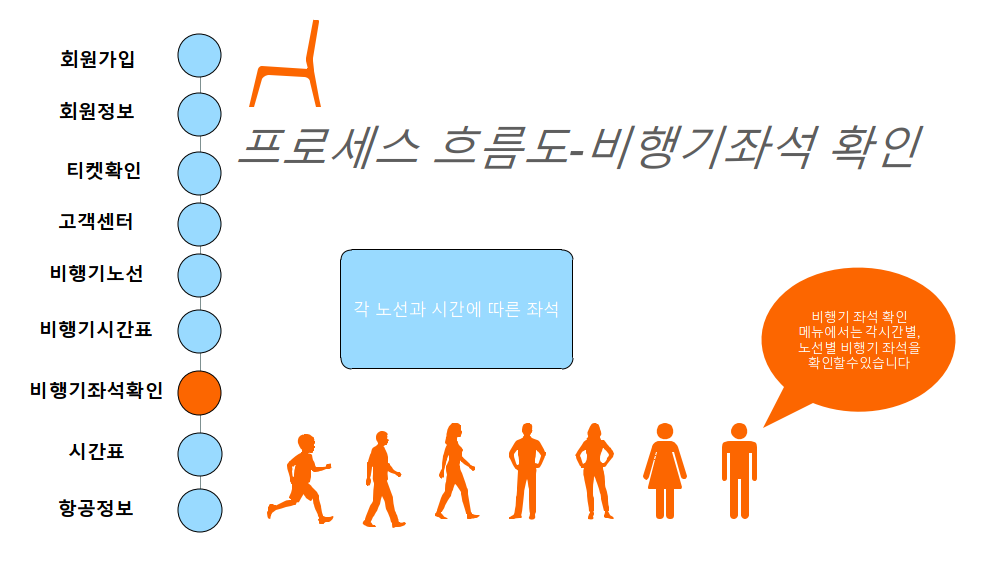 회원가입
회원정보
티켓확인
고객센터
비행기노선
비행기시간표
비행기좌석확인
시간표
항공정보
프로세스 흐름도-비행기좌석 확인
각 노선과 시간에 따른 좌석
비행기 좌석 확인
메뉴에서는 각시간별,
노선별 비행기 좌석을
확인할수있습니다